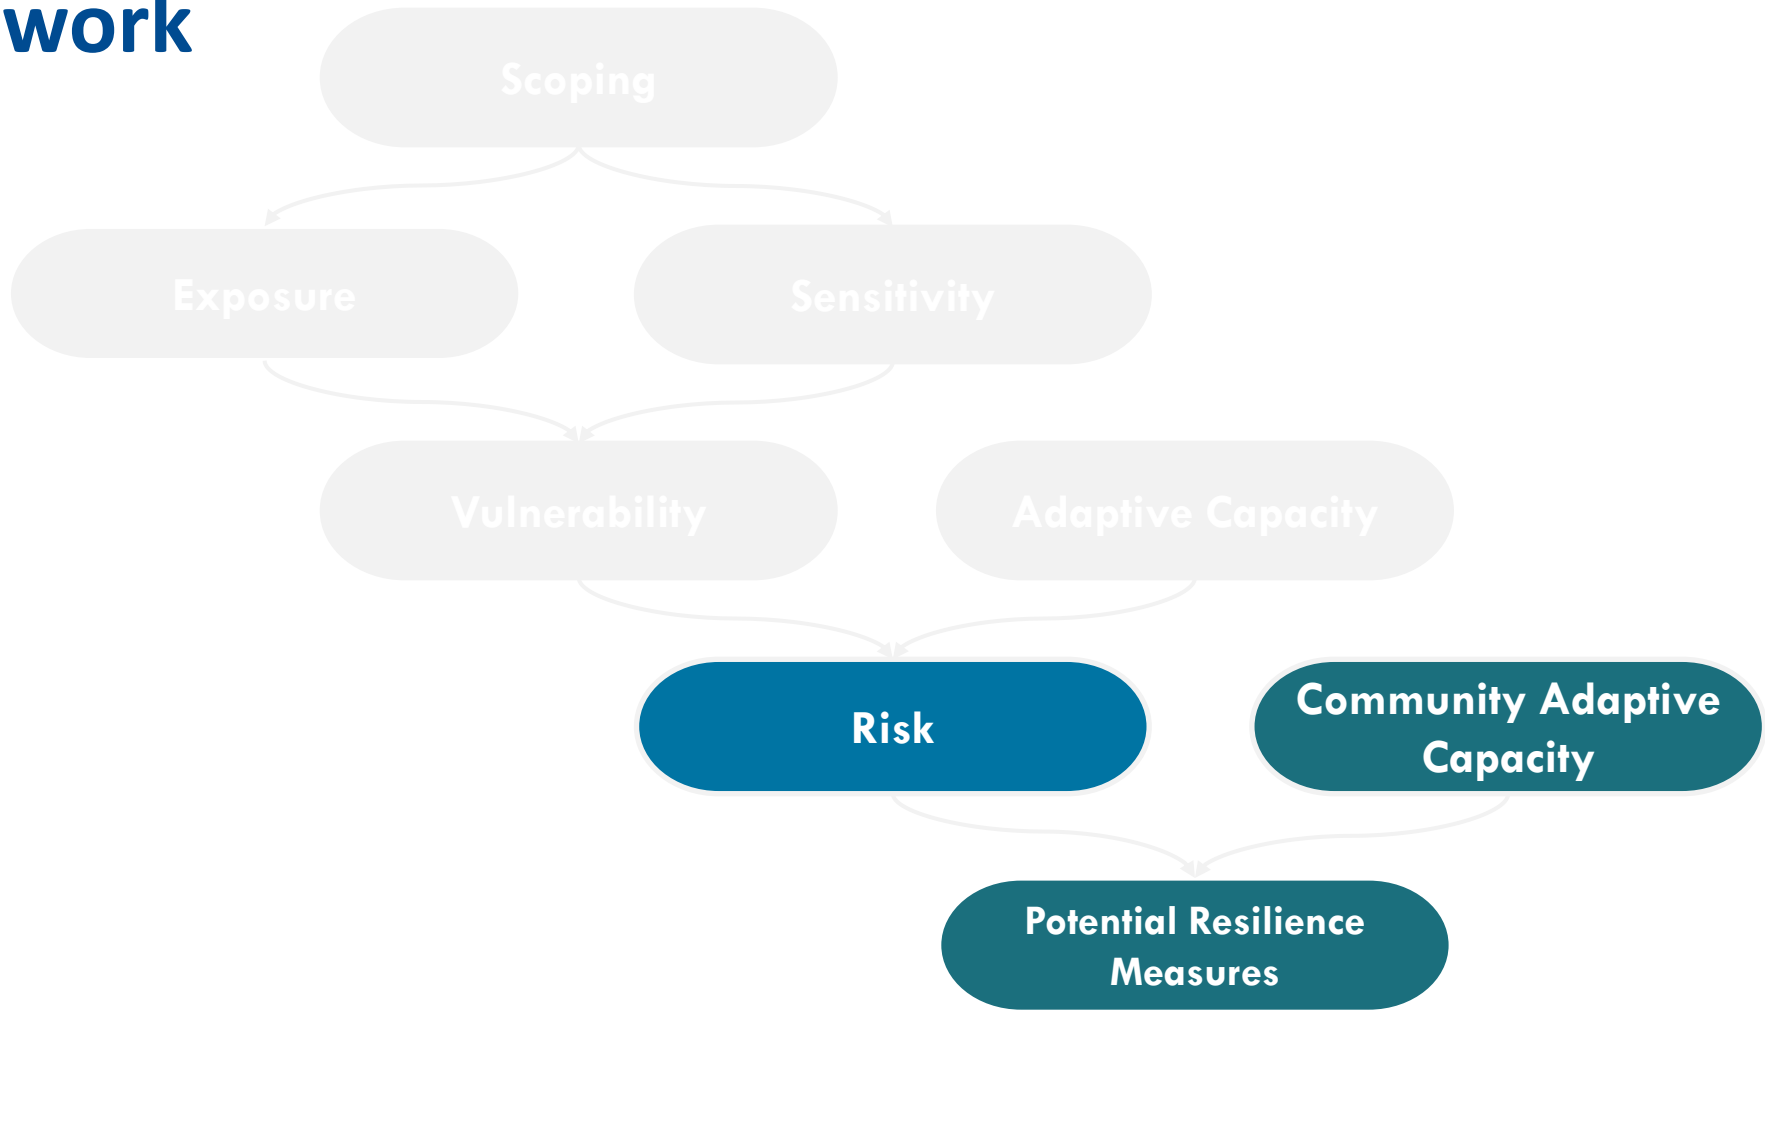 work
Scoping
Exposure
Sensitivity
Vulnerability
Adaptive Capacity
Risk
Community Adaptive
Capacity
Potential Resilience
Measures